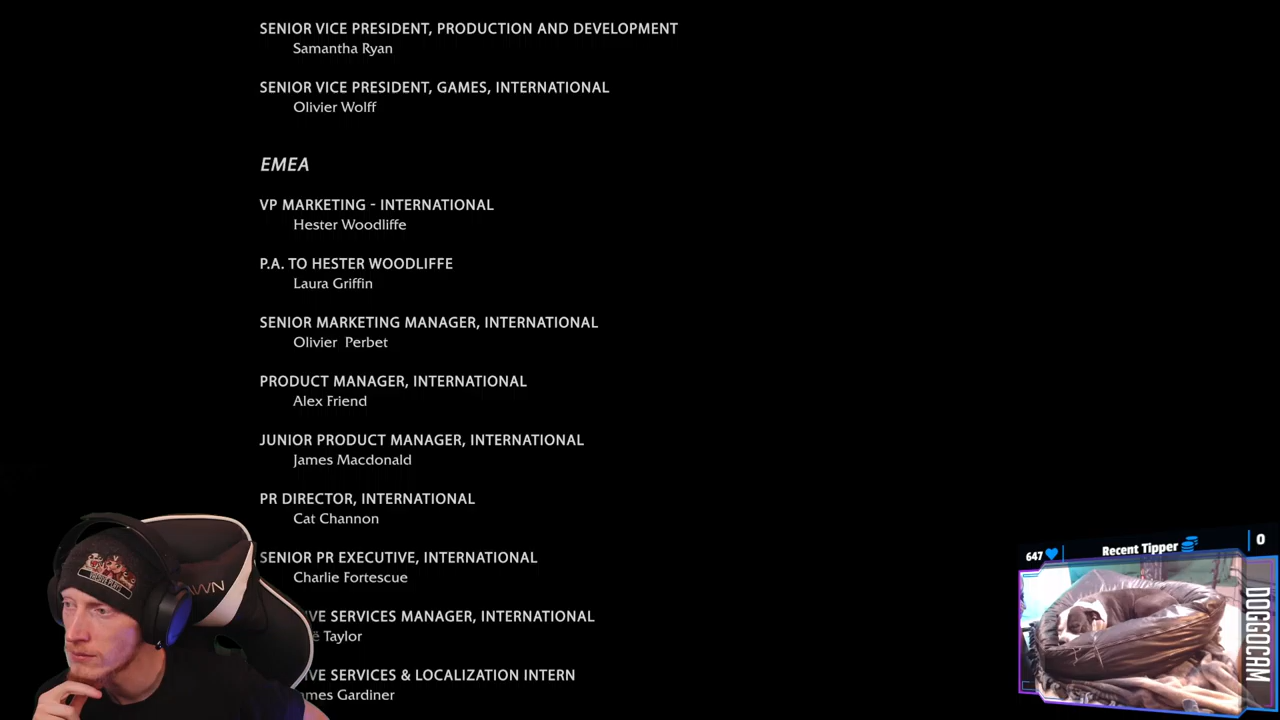 SENIOR VICE PRESIDENT, PRODUCTION AND DEVELOPMENT
Samantha Ryan
SENIOR VICE PRESIDENT, GAMES, INTERNATIONAL
Olivier Wolff
EMEA
VP MARKETING - INTERNATIONAL
Hester Woodliffe
P.A. TO HESTER WOODLIFFE
Laura Griffin
SENIOR MARKETING MANAGER, INTERNATIONAL
Olivier Perbet
PRODUCT MANAGER, INTERNATIONAL
Alex Friend
JUNIOR PRODUCT MANAGER, INTERNATIONAL
James Macdonald
PR DIRECTOR, INTERNATIONAL
Cat Channon
SENIOR PR EXECUTIVE, INTERNATIONAL
Charlie Fortescue
SERVICES MANAGER, INTERNATIONAL
Taylor
SERVICES & LOCALIZATION INTERN
Gardiner
647
Recent Tipper
0
DOGGOCAM